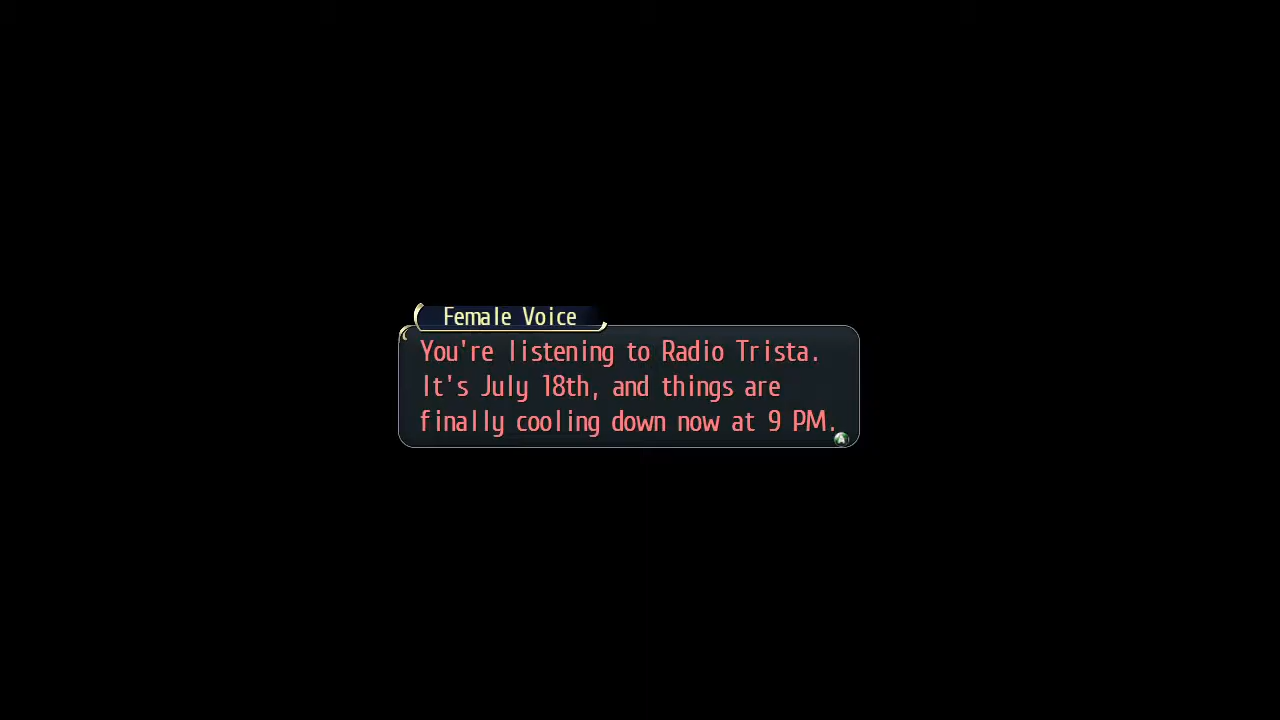 Female Voice
You're listening to Radio Trista.
It's July 18th, and things are
finally cooling down now at 9 PM.
A